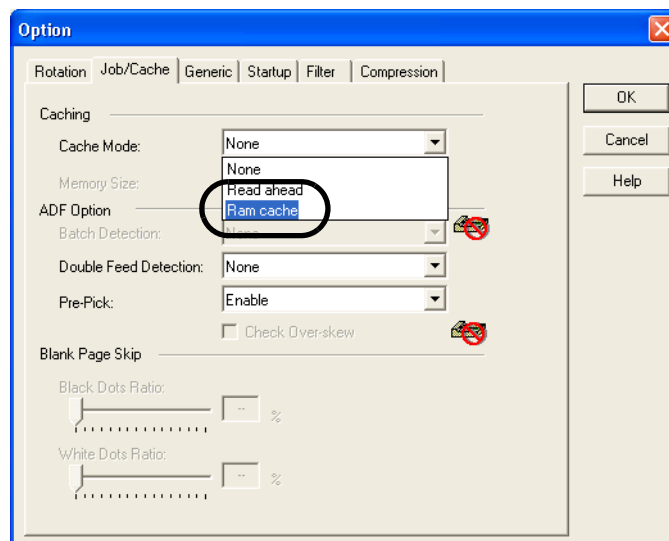 Option
Rotation Job/Cache Generic Startup Filter Compression
OK
Cancel
Help
Caching
Cache Mode: None
None
Read ahead
Ram cache
Memory Size:
ADF Option
Batch Detection: None
Double Feed Detection: None
Pre-Pick: Enable
Check Over-skew
Blank Page Skip
Black Dots Ratio:
-- %
White Dots Ratio:
-- %